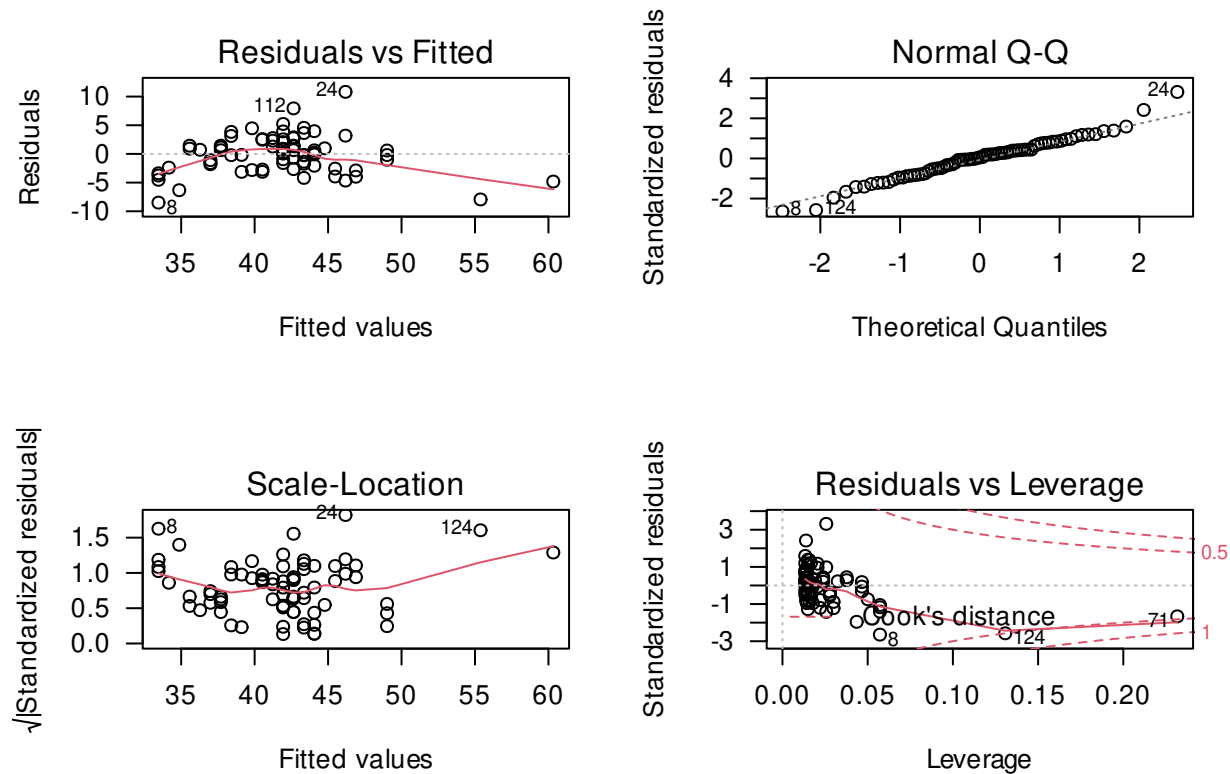 Residuals vs Fitted
Residuals
10
5
0
-5
-10
112
24
8
35 40 45 50 55 60
Fitted values
Normal Q-Q
Standardized residuals
4
2
0
-2
24
8
124
-2 -1 0 1 2
Theoretical Quantiles
Scale-Location
√|Standardized residuals|
1.5
1.0
0.5
0.0
8
24
124
35 40 45 50 55 60
Fitted values
Residuals vs Leverage
Standardized residuals
3
1
-1
-3
Cook's distance
8
124
71
0.5
1
0.00 0.05 0.10 0.15 0.20
Leverage